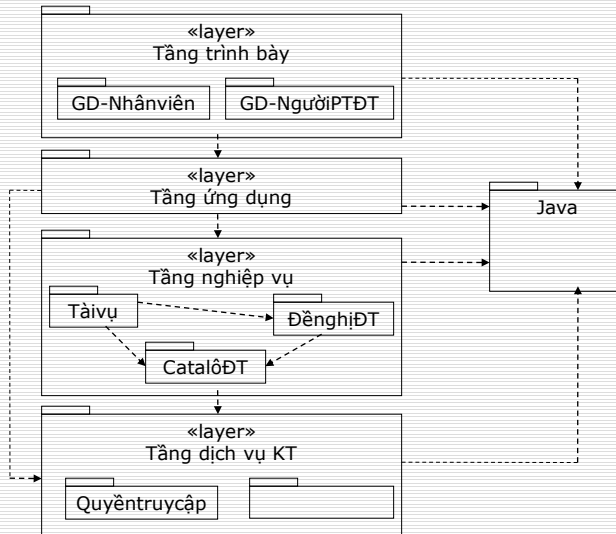 «layer»
Tầng trình bày
GD-Nhânviên
GD-NgườiPTĐT
«layer»
Tầng ứng dụng
Java
«layer»
Tầng nghiệp vụ
Tàivụ
ĐềnghịĐT
CatalôĐT
«layer»
Tầng dịch vụ KT
Quyềntruycập